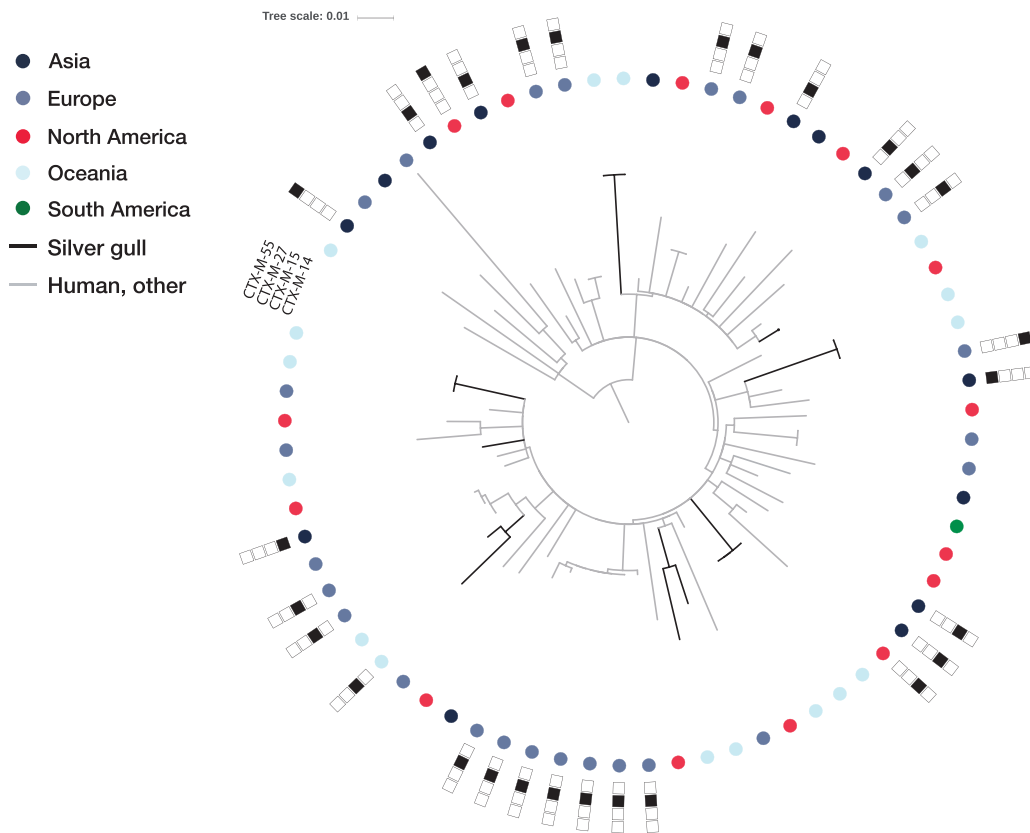 Tree scale: 0.01
Asia
Europe
North America
Oceania
South America
Silver gull
Human, other
CTX-M-55
CTX-M-27
CTX-M-15
CTX-M-14